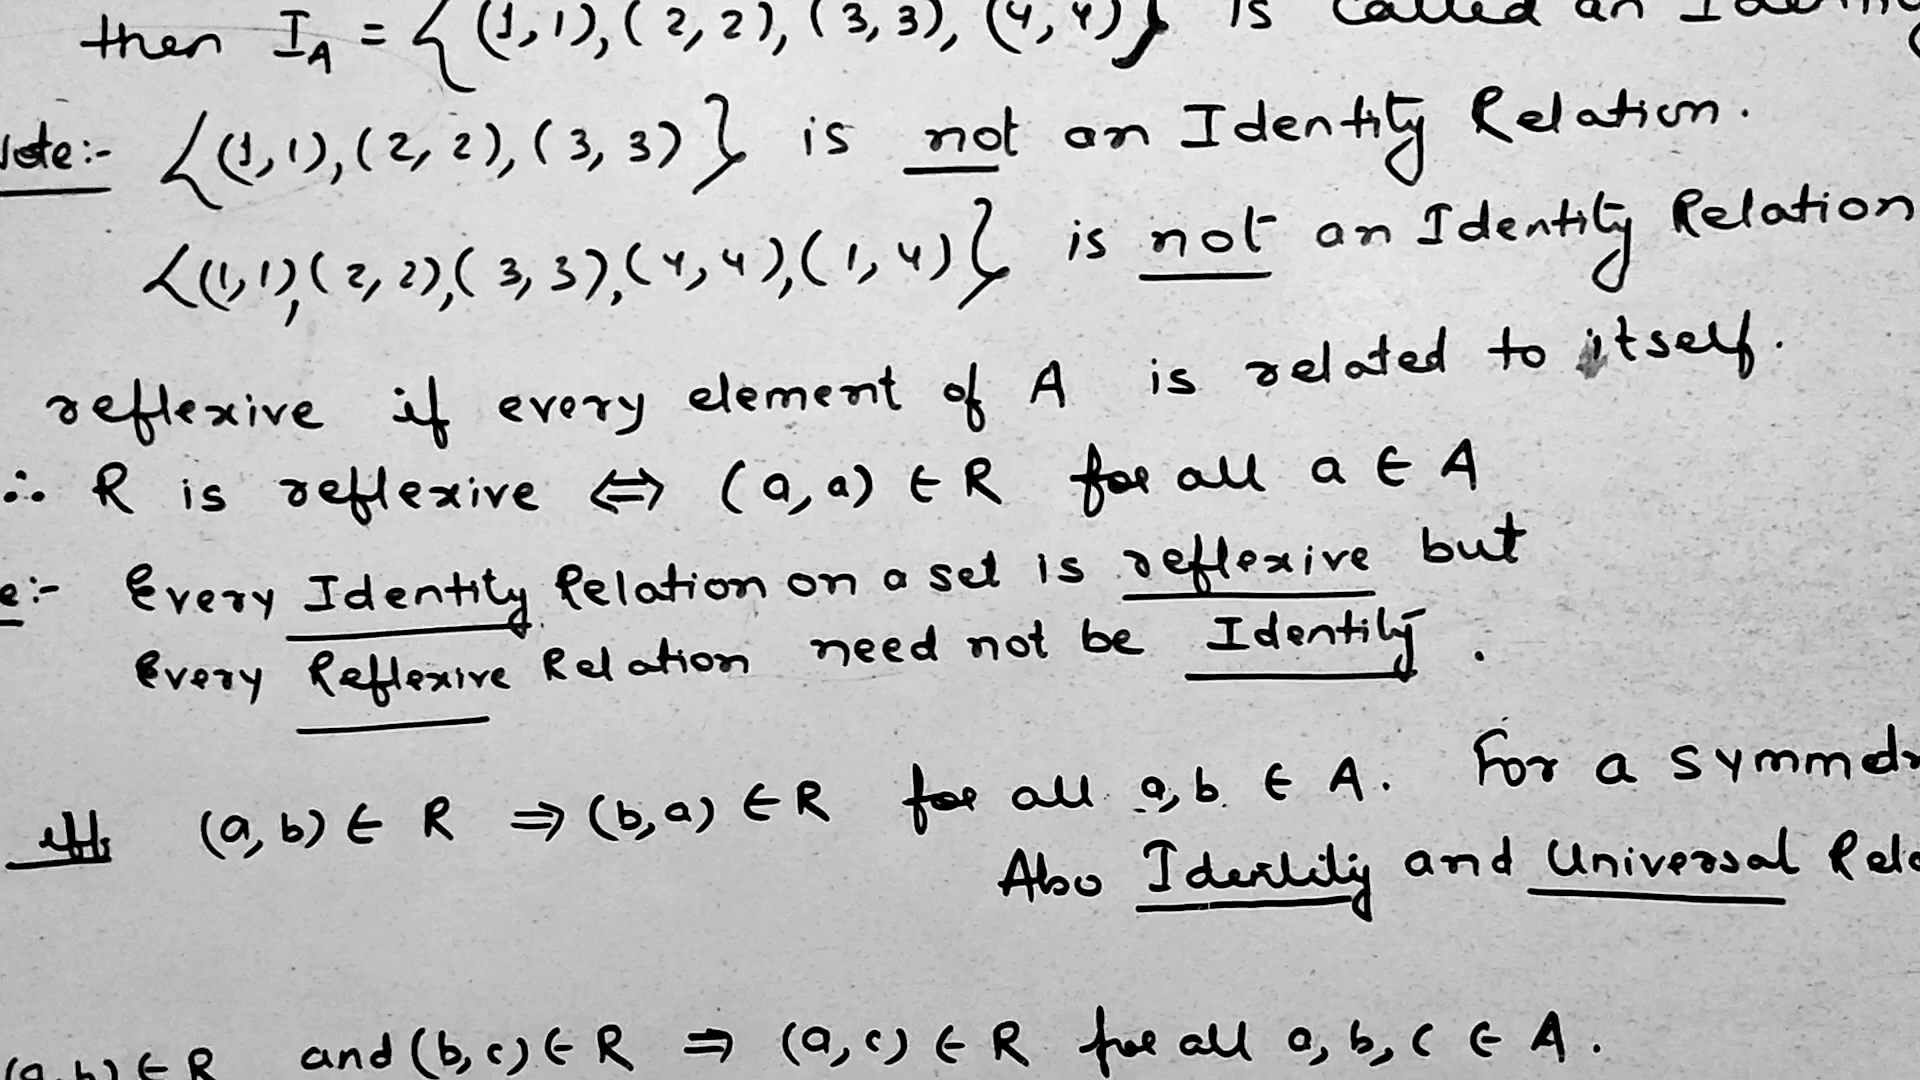 then I_A = {(1,1), (2,2), (3,3), (4,4)} is called an
Note:- {(1,1), (2,2), (3,3)} is not an Identity Relation.
{(1,1), (2,2), (3,3), (4,4), (1,4)} is not an Identity Relation
reflexive if every element of A is related to itself.
∴ R is reflexive ⇔ (a,a) ∈ R for all a ∈ A
e:- Every Identity Relation on a set is reflexive but
Every Reflexive Relation need not be Identity.
iff (a,b) ∈ R ⇒ (b,a) ∈ R for all a,b ∈ A. For a
Also Identity and Universal
(a,b) ∈ R and (b,c) ∈ R ⇒ (a,c) ∈ R for all a, b, c ∈ A.